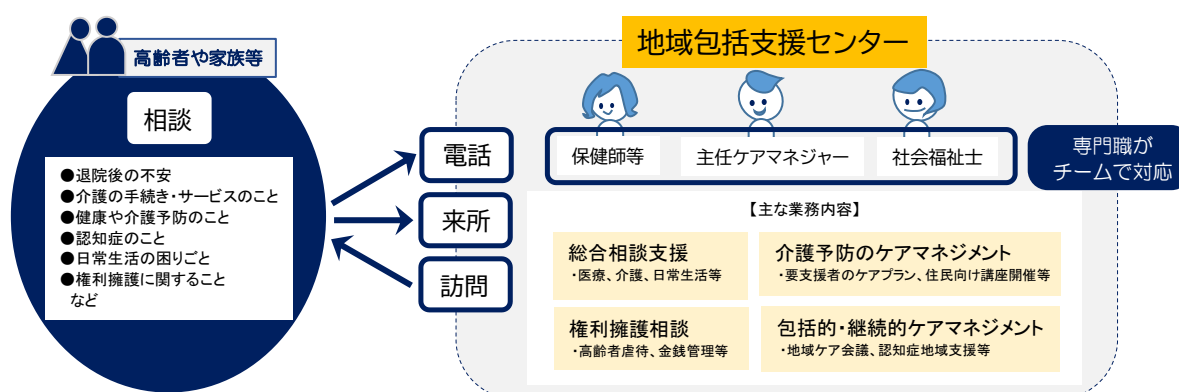 高齢者や家族等
相談
●退院後の不安
●介護の手続き・サービスのこと
●健康や介護予防のこと
●認知症のこと
●日常生活の困りごと
●権利擁護に関すること
など
電話
来所
訪問
地域包括支援センター
保健師等
主任ケアマネジャー
社会福祉士
専門職が
チームで対応
【主な業務内容】
総合相談支援
・医療、介護、日常生活等
介護予防のケアマネジメント
・要支援者のケアプラン、住民向け講座開催等
権利擁護相談
・高齢者虐待、金銭管理等
包括的・継続的ケアマネジメント
・地域ケア会議、認知症地域支援等